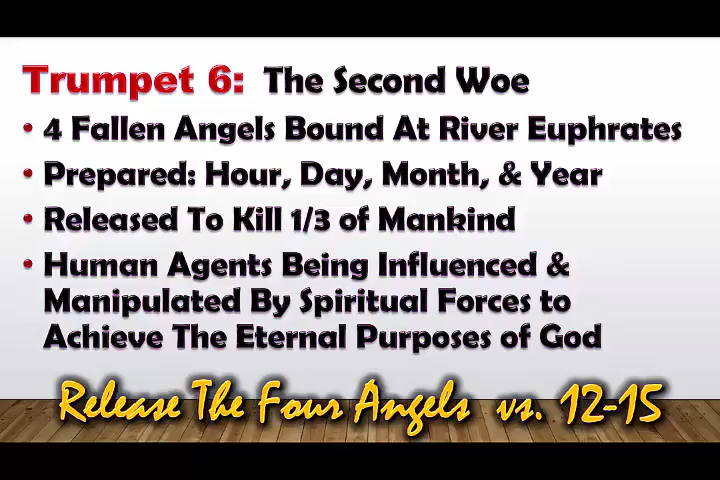 Trumpet 6: The Second Woe
• 4 Fallen Angels Bound At River Euphrates
• Prepared: Hour, Day, Month, & Year
• Released To Kill 1/3 of Mankind
• Human Agents Being Influenced &
Manipulated By Spiritual Forces to
Achieve The Eternal Purposes of God
Release The Four Angels vs. 12-15